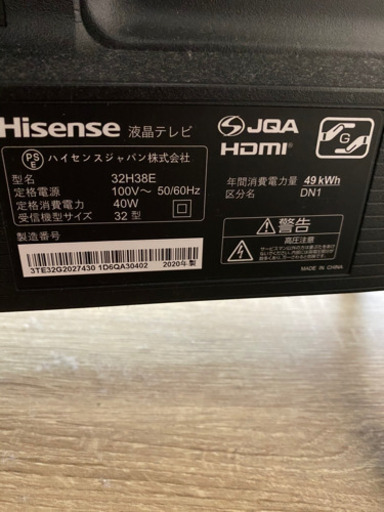 Hisense 液晶テレビ
PS
E
ハイセンスジャパン株式会社
型名 32H38E
定格電源 100V〜 50/60Hz
定格消費電力 40W
受信機型サイズ 32 型
製造番号
3TE32G2027430 1D6QA30402 2020年製
JQA
HDMI
G
年間消費電力量 49 kWh
区分名 DN1
警告
高圧注意
MADE IN CHINA